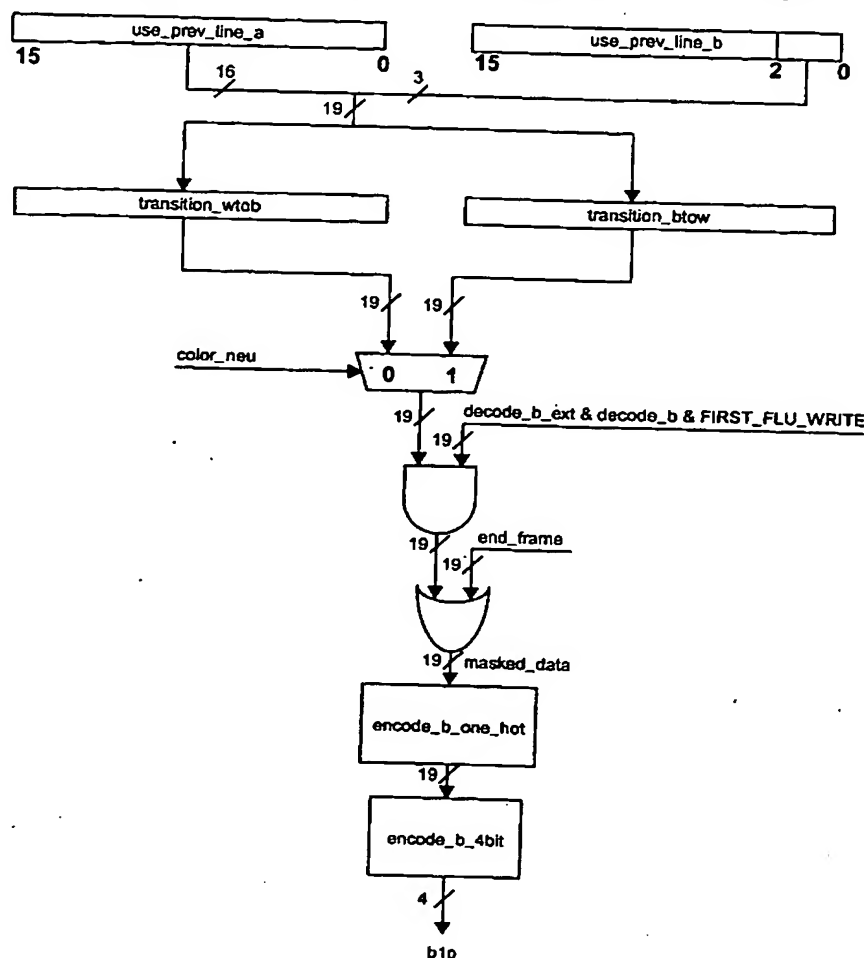 use_prev_line_a
use_prev_line_b
15
0
15
2
0
16
3
19
transition_wtob
transition_btow
19
19
color_neu
0
1
19
decode_b_ext & decode_b & FIRST_FLU_WRITE
19
19
end_frame
19
19
masked_data
encode_b_one_hot
19
encode_b_4bit
4
b1p